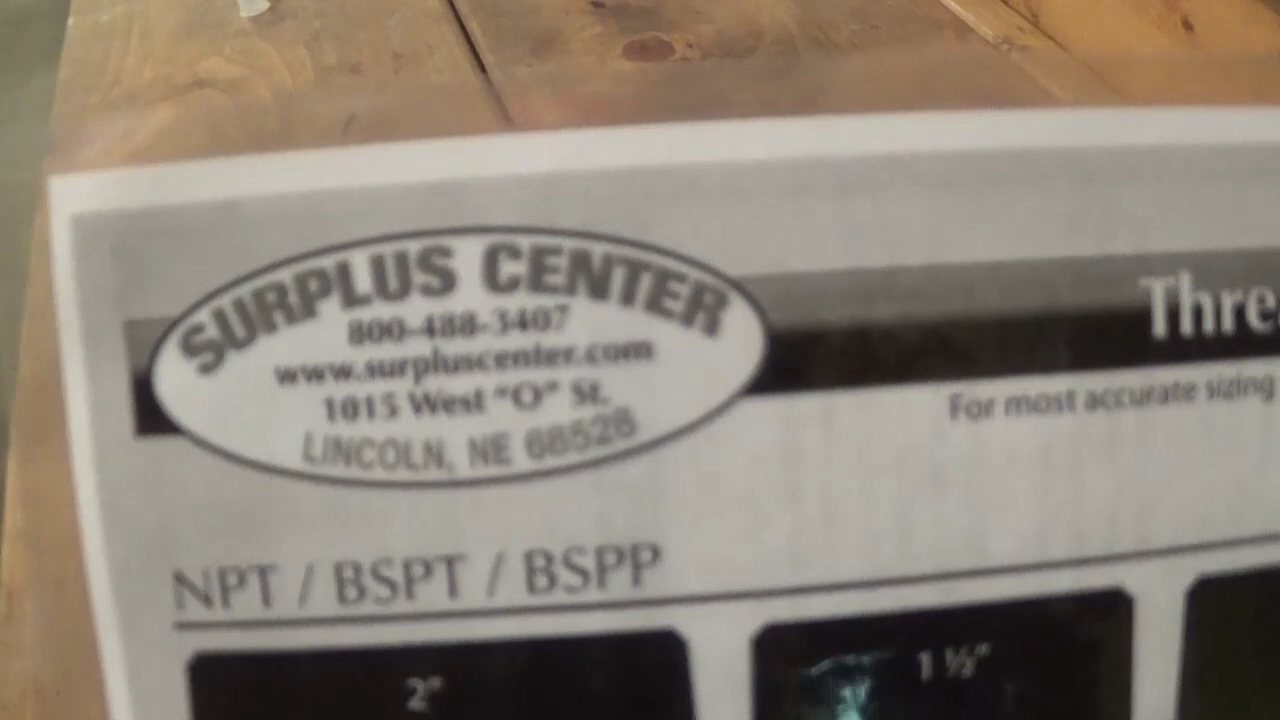 SURPLUS CENTER
800-488-3407
www.surpluscenter.com
1015 West "O" St.
LINCOLN, NE 68528
Thre
For most accurate sizing
NPT / BSPT / BSPP
2"
1 ½"